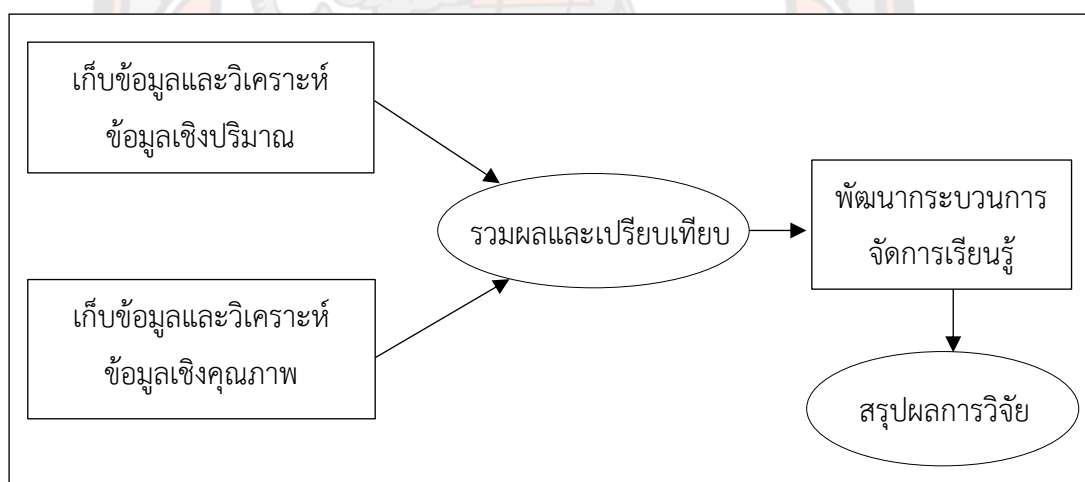 เก็บข้อมูลและวิเคราะห์
ข้อมูลเชิงปริมาณ
รวมผลและเปรียบเทียบ
พัฒนากระบวนการ
จัดการเรียนรู้
เก็บข้อมูลและวิเคราะห์
ข้อมูลเชิงคุณภาพ
สรุปผลการวิจัย